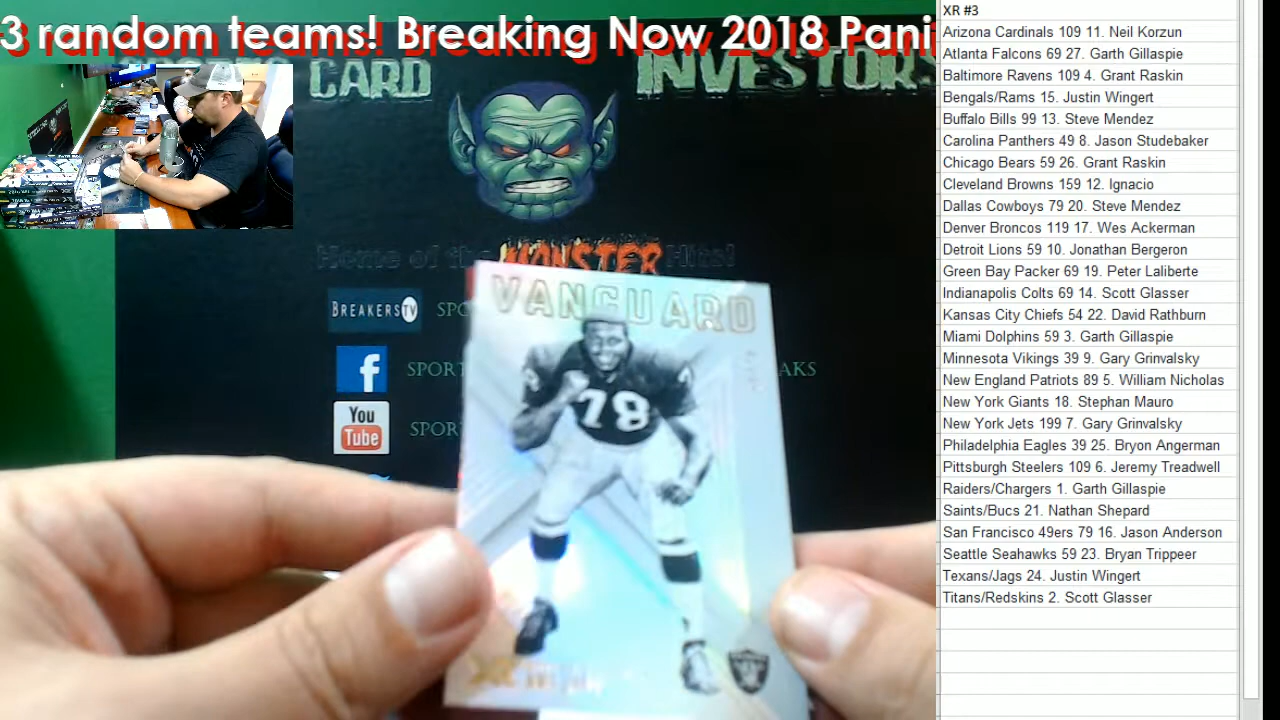 3 random teams! Breaking Now 2018 Pani
CARD INVESTORS
Home of the MONSTER Hits!
BREAKERSTV SPO
SPORT AKS
You
Tube SPOR
VANGUARD
78
XR
XR #3
Arizona Cardinals 109 11. Neil Korzun
Atlanta Falcons 69 27. Garth Gillaspie
Baltimore Ravens 109 4. Grant Raskin
Bengals/Rams 15. Justin Wingert
Buffalo Bills 99 13. Steve Mendez
Carolina Panthers 49 8. Jason Studebaker
Chicago Bears 59 26. Grant Raskin
Cleveland Browns 159 12. Ignacio
Dallas Cowboys 79 20. Steve Mendez
Denver Broncos 119 17. Wes Ackerman
Detroit Lions 59 10. Jonathan Bergeron
Green Bay Packer 69 19. Peter Laliberte
Indianapolis Colts 69 14. Scott Glasser
Kansas City Chiefs 54 22. David Rathburn
Miami Dolphins 59 3. Garth Gillaspie
Minnesota Vikings 39 9. Gary Grinvalsky
New England Patriots 89 5. William Nicholas
New York Giants 18. Stephan Mauro
New York Jets 199 7. Gary Grinvalsky
Philadelphia Eagles 39 25. Bryon Angerman
Pittsburgh Steelers 109 6. Jeremy Treadwell
Raiders/Chargers 1. Garth Gillaspie
Saints/Bucs 21. Nathan Shepard
San Francisco 49ers 79 16. Jason Anderson
Seattle Seahawks 59 23. Bryan Trippeer
Texans/Jags 24. Justin Wingert
Titans/Redskins 2. Scott Glasser